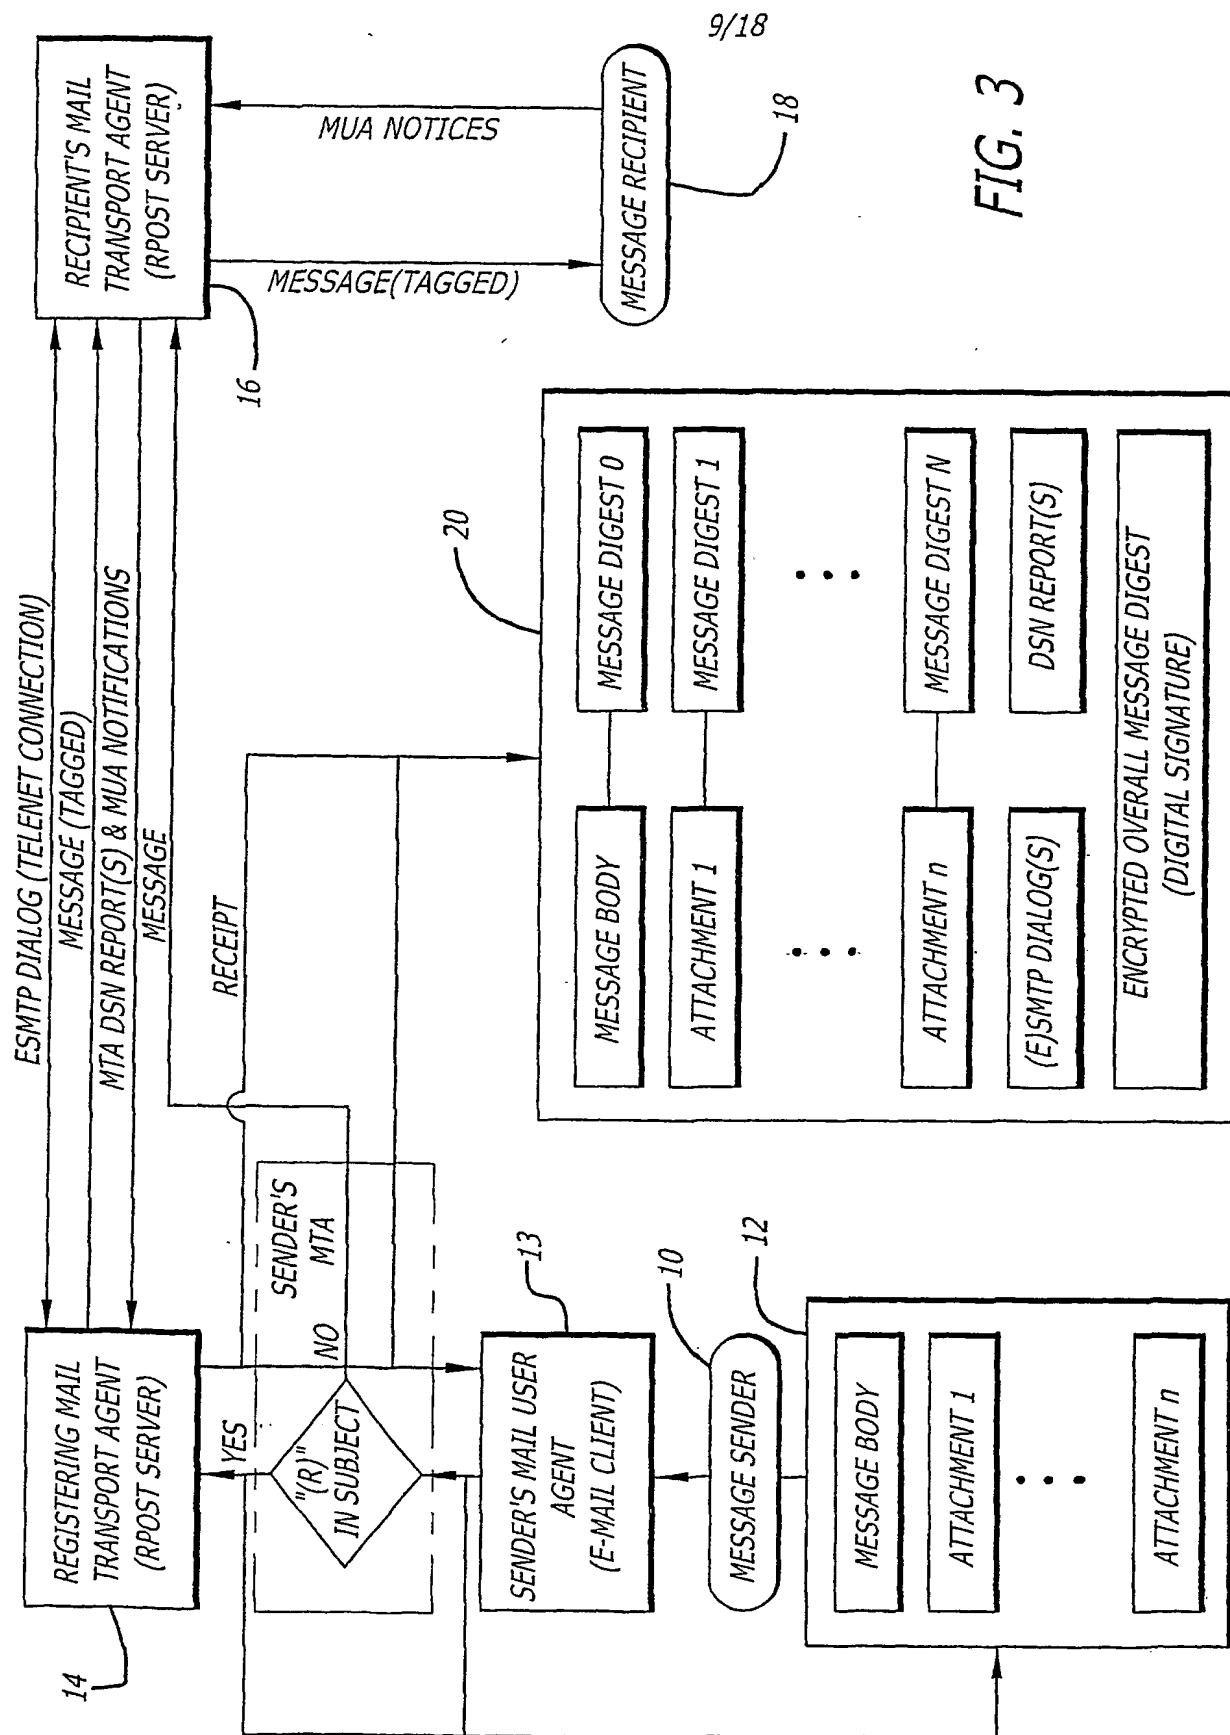 9/18
REGISTERING MAIL
TRANSPORT AGENT
(RPOST SERVER)
14
ESMTP DIALOG (TELENET CONNECTION)
MESSAGE (TAGGED)
MTA DSN REPORT(S) & MUA NOTIFICATIONS
MESSAGE
RECEIPT
RECIPIENT'S MAIL
TRANSPORT AGENT
(RPOST SERVER)
16
MESSAGE(TAGGED)
MUA NOTICES
MESSAGE RECIPIENT
18
YES
NO
"(R)"
IN SUBJECT
SENDER'S
MTA
SENDER'S MAIL USER
AGENT
(E-MAIL CLIENT)
13
MESSAGE SENDER
10
12
MESSAGE BODY
ATTACHMENT 1
ATTACHMENT n
20
MESSAGE BODY
MESSAGE DIGEST 0
ATTACHMENT 1
MESSAGE DIGEST 1
ATTACHMENT n
MESSAGE DIGEST N
(E)SMTP DIALOG(S)
DSN REPORT(S)
ENCRYPTED OVERALL MESSAGE DIGEST
(DIGITAL SIGNATURE)
FIG. 3